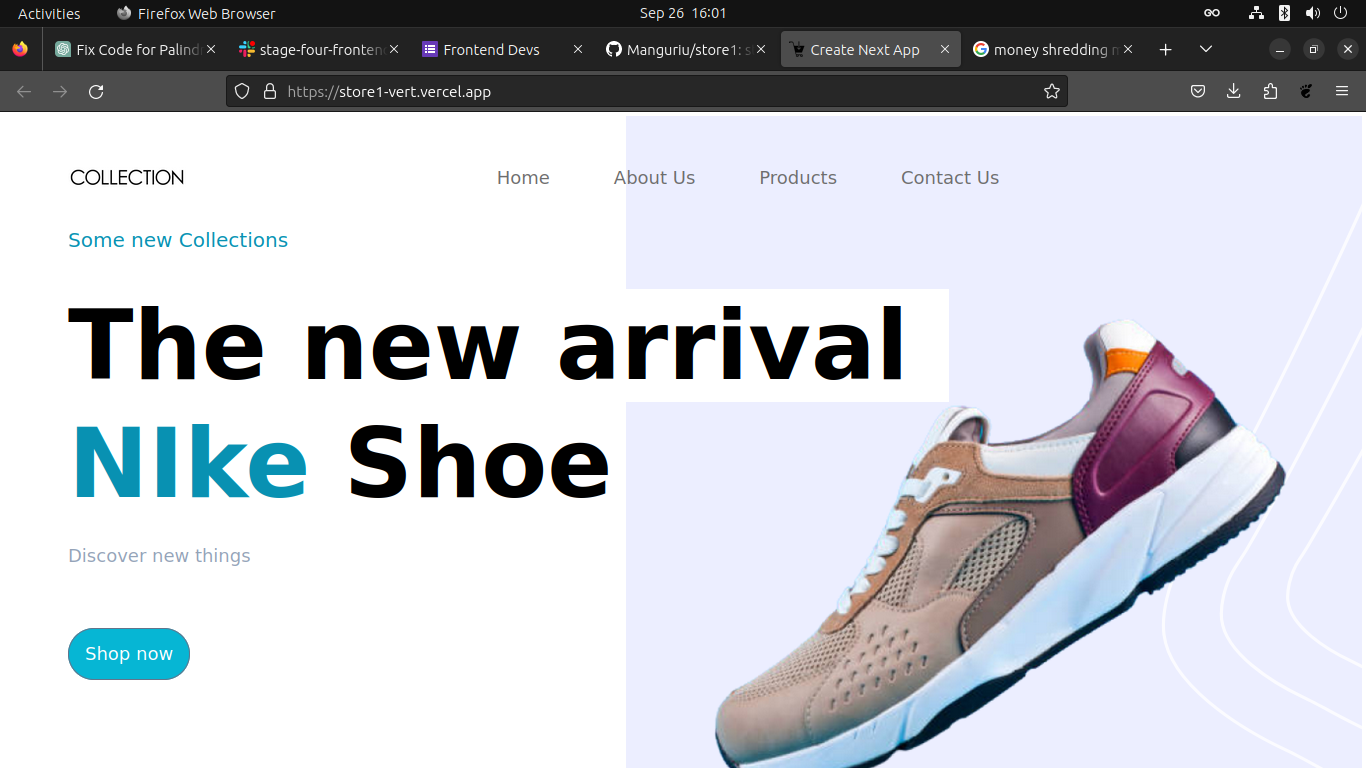 Activities Firefox Web Browser Sep 26 16:01
Fix Code for Palind stage-four-fronten Frontend Devs Manguriu/store1: s Create Next App money shredding m
https://store1-vert.vercel.app
COLLECTION Home About Us Products Contact Us
Some new Collections
The new arrival
NIke Shoe
Discover new things
Shop now